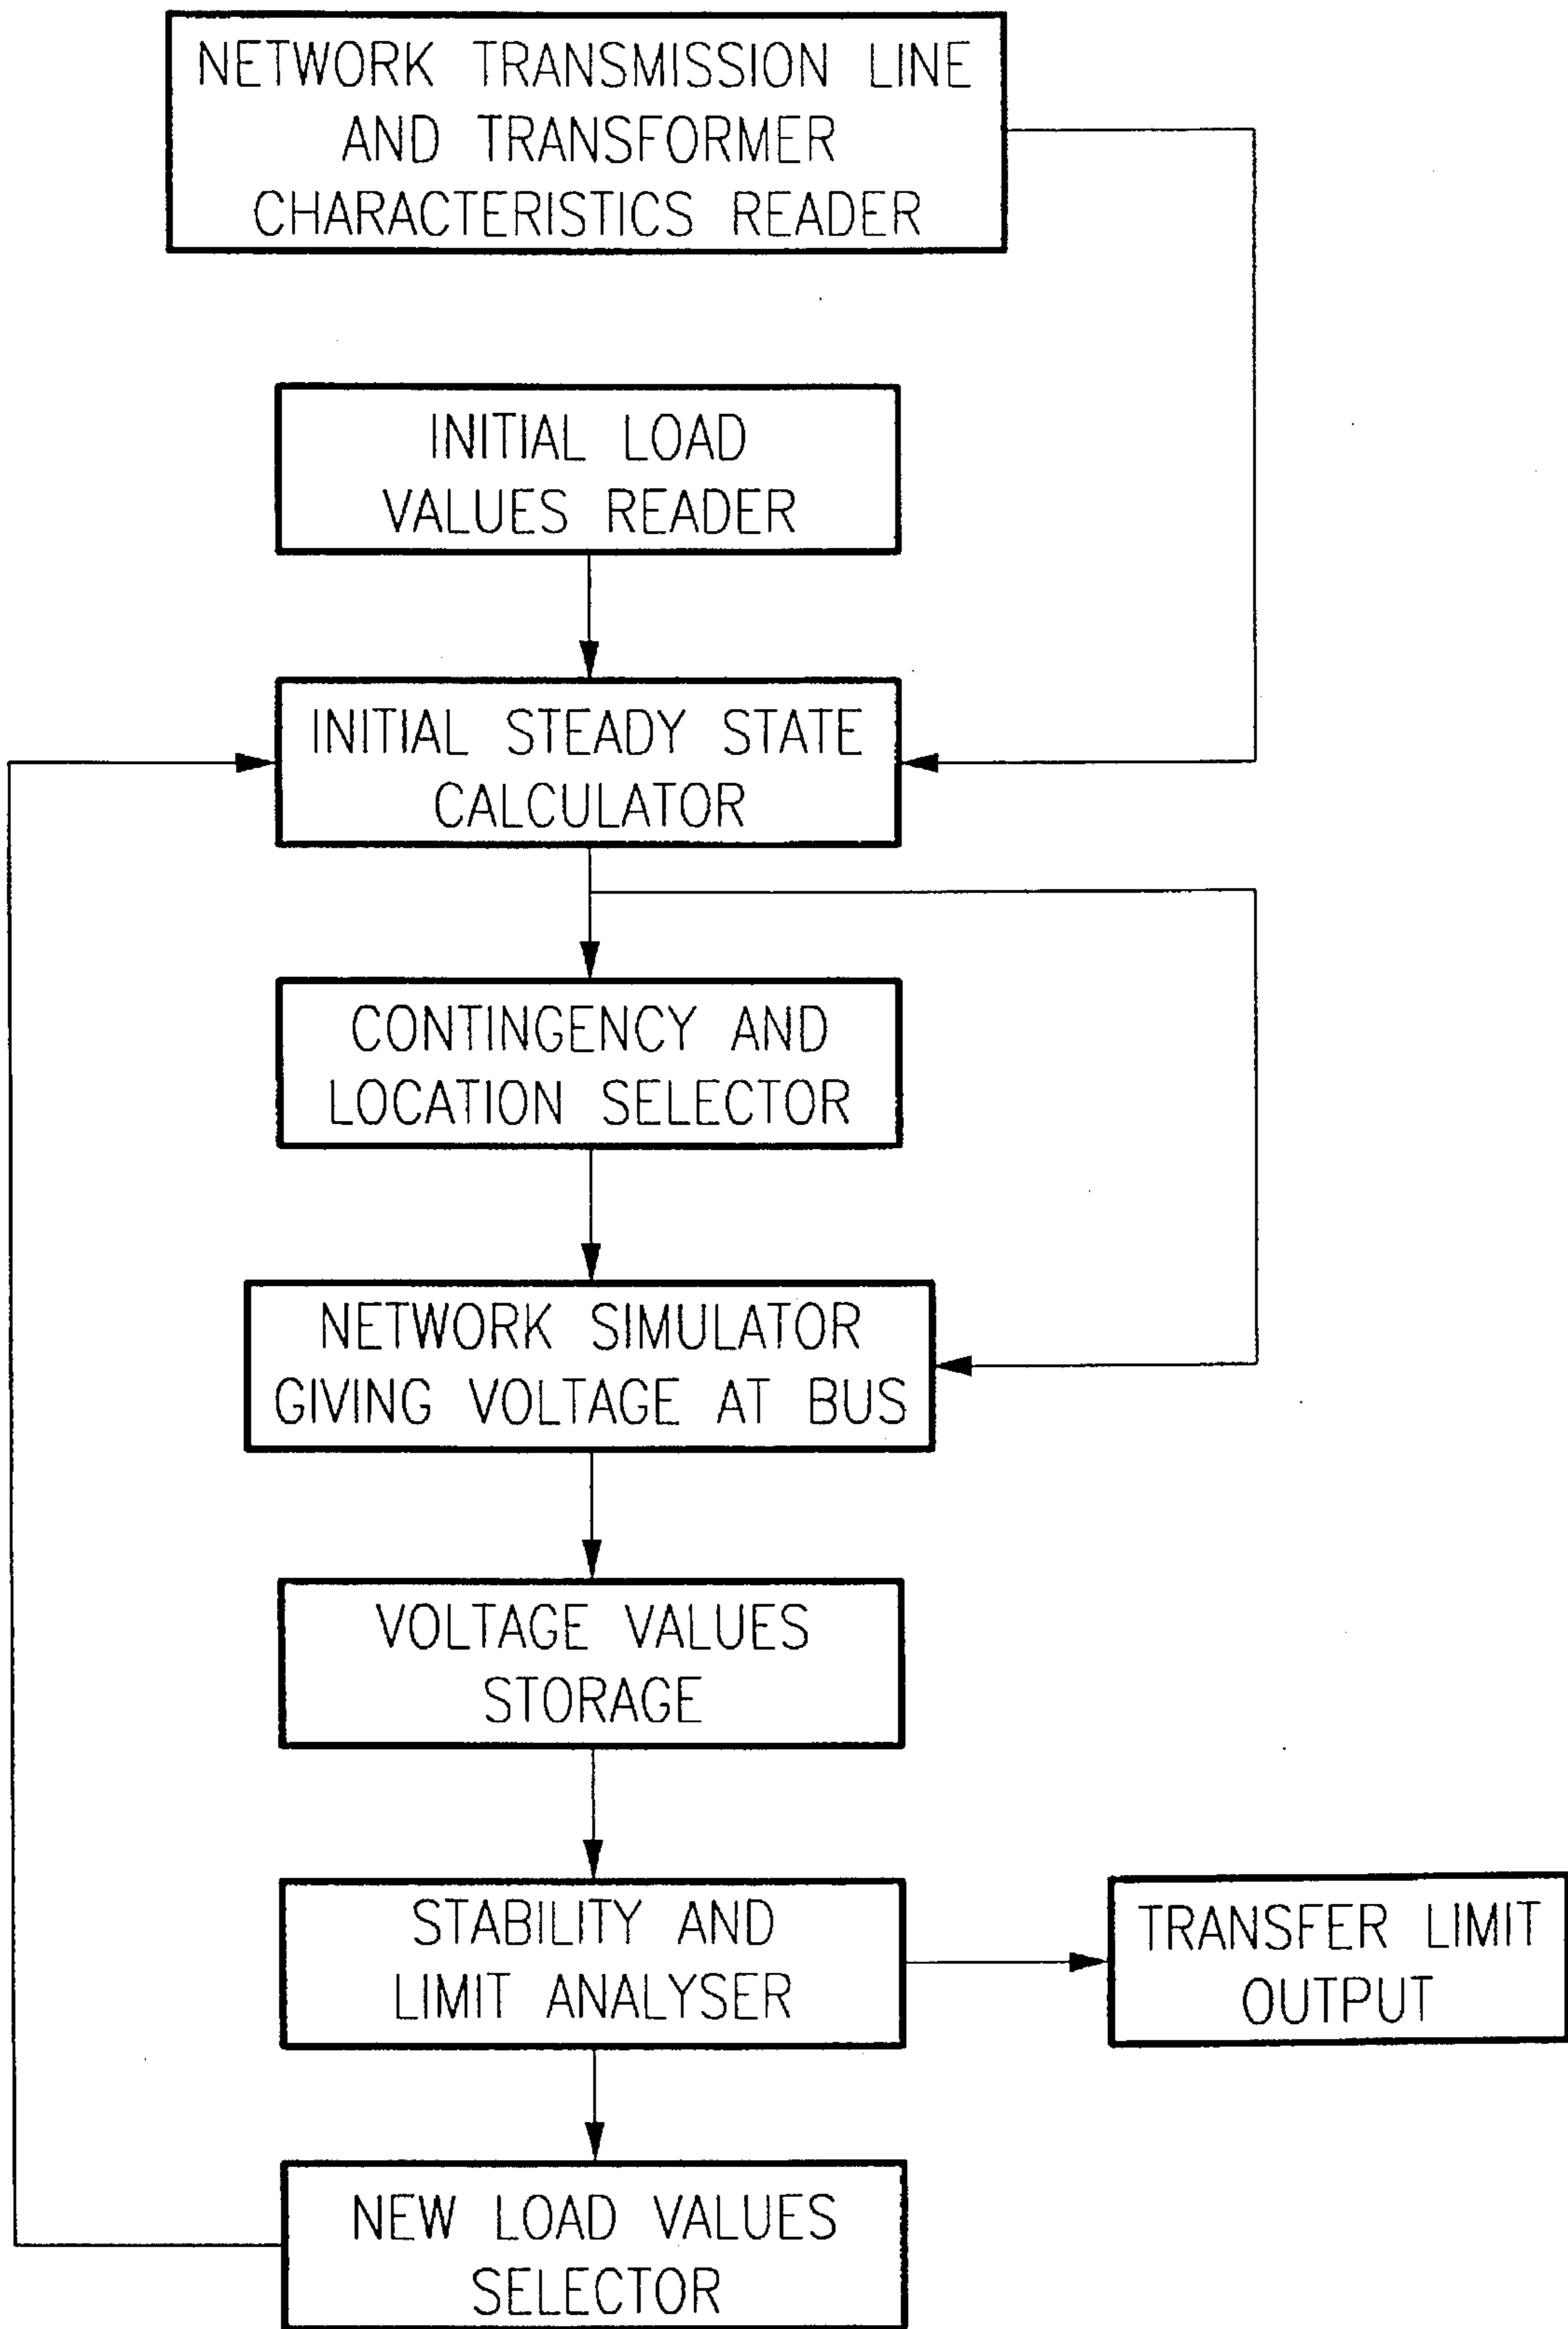 NETWORK TRANSMISSION LINE
AND TRANSFORMER
CHARACTERISTICS READER
INITIAL LOAD
VALUES READER
INITIAL STEADY STATE
CALCULATOR
CONTINGENCY AND
LOCATION SELECTOR
NETWORK SIMULATOR
GIVING VOLTAGE AT BUS
VOLTAGE VALUES
STORAGE
STABILITY AND
LIMIT ANALYSER
TRANSFER LIMIT
OUTPUT
NEW LOAD VALUES
SELECTOR